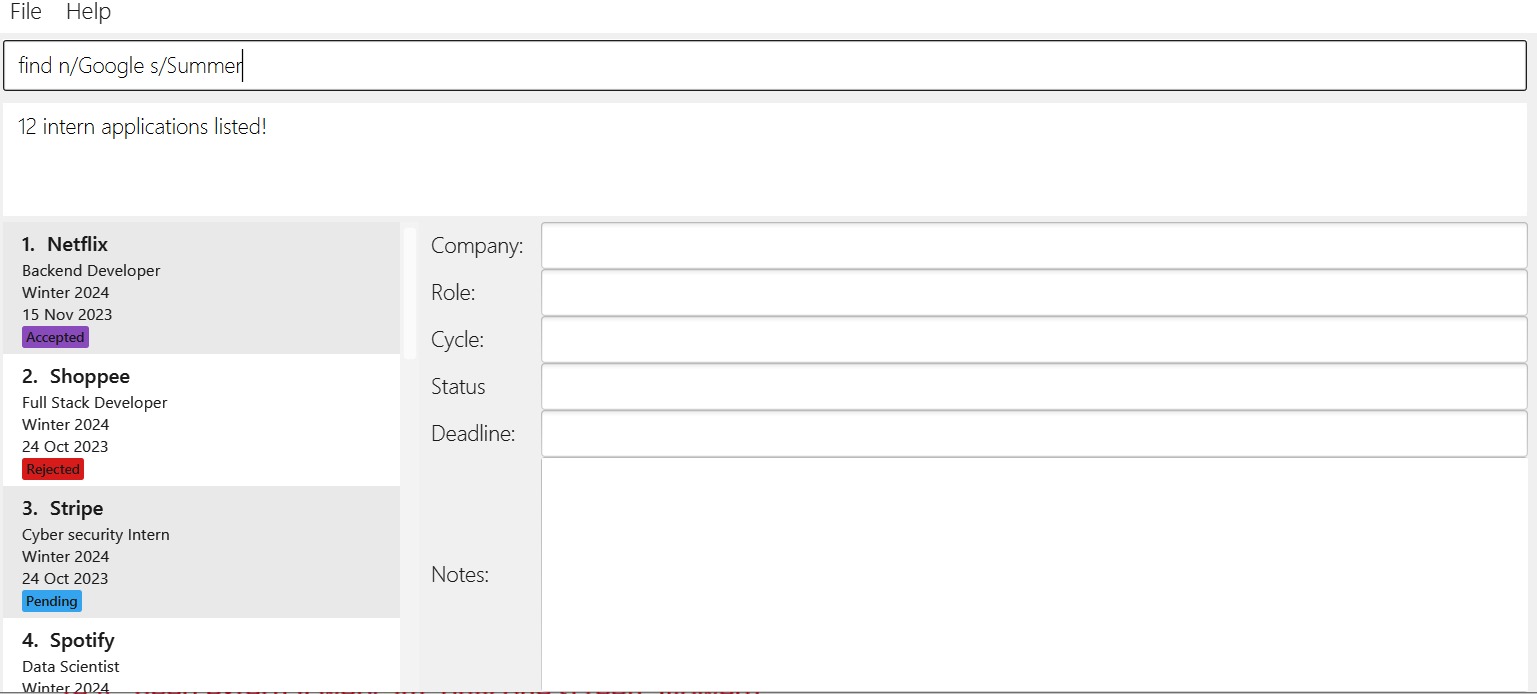 File Help
find n/Google s/Summer
12 intern applications listed!
1. Netflix
Backend Developer
Winter 2024
15 Nov 2023
Accepted
2. Shoppee
Full Stack Developer
Winter 2024
24 Oct 2023
Rejected
3. Stripe
Cyber security Intern
Winter 2024
24 Oct 2023
Pending
4. Spotify
Data Scientist
Winter 2024
Company:
Role:
Cycle:
Status
Deadline:
Notes: